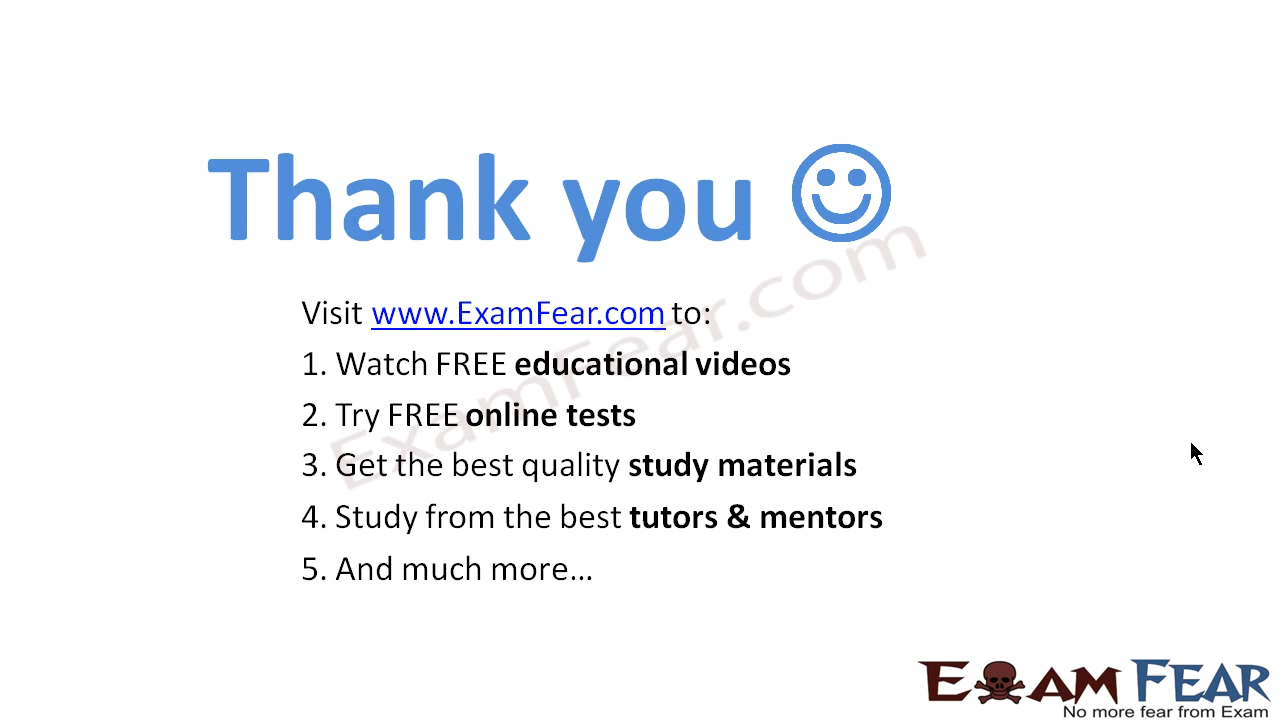 Thank you
Visit www.ExamFear.com to:
1. Watch FREE educational videos
2. Try FREE online tests
3. Get the best quality study materials
4. Study from the best tutors & mentors
5. And much more...
ExamFear.com
EXAM FEAR
No more fear from Exam